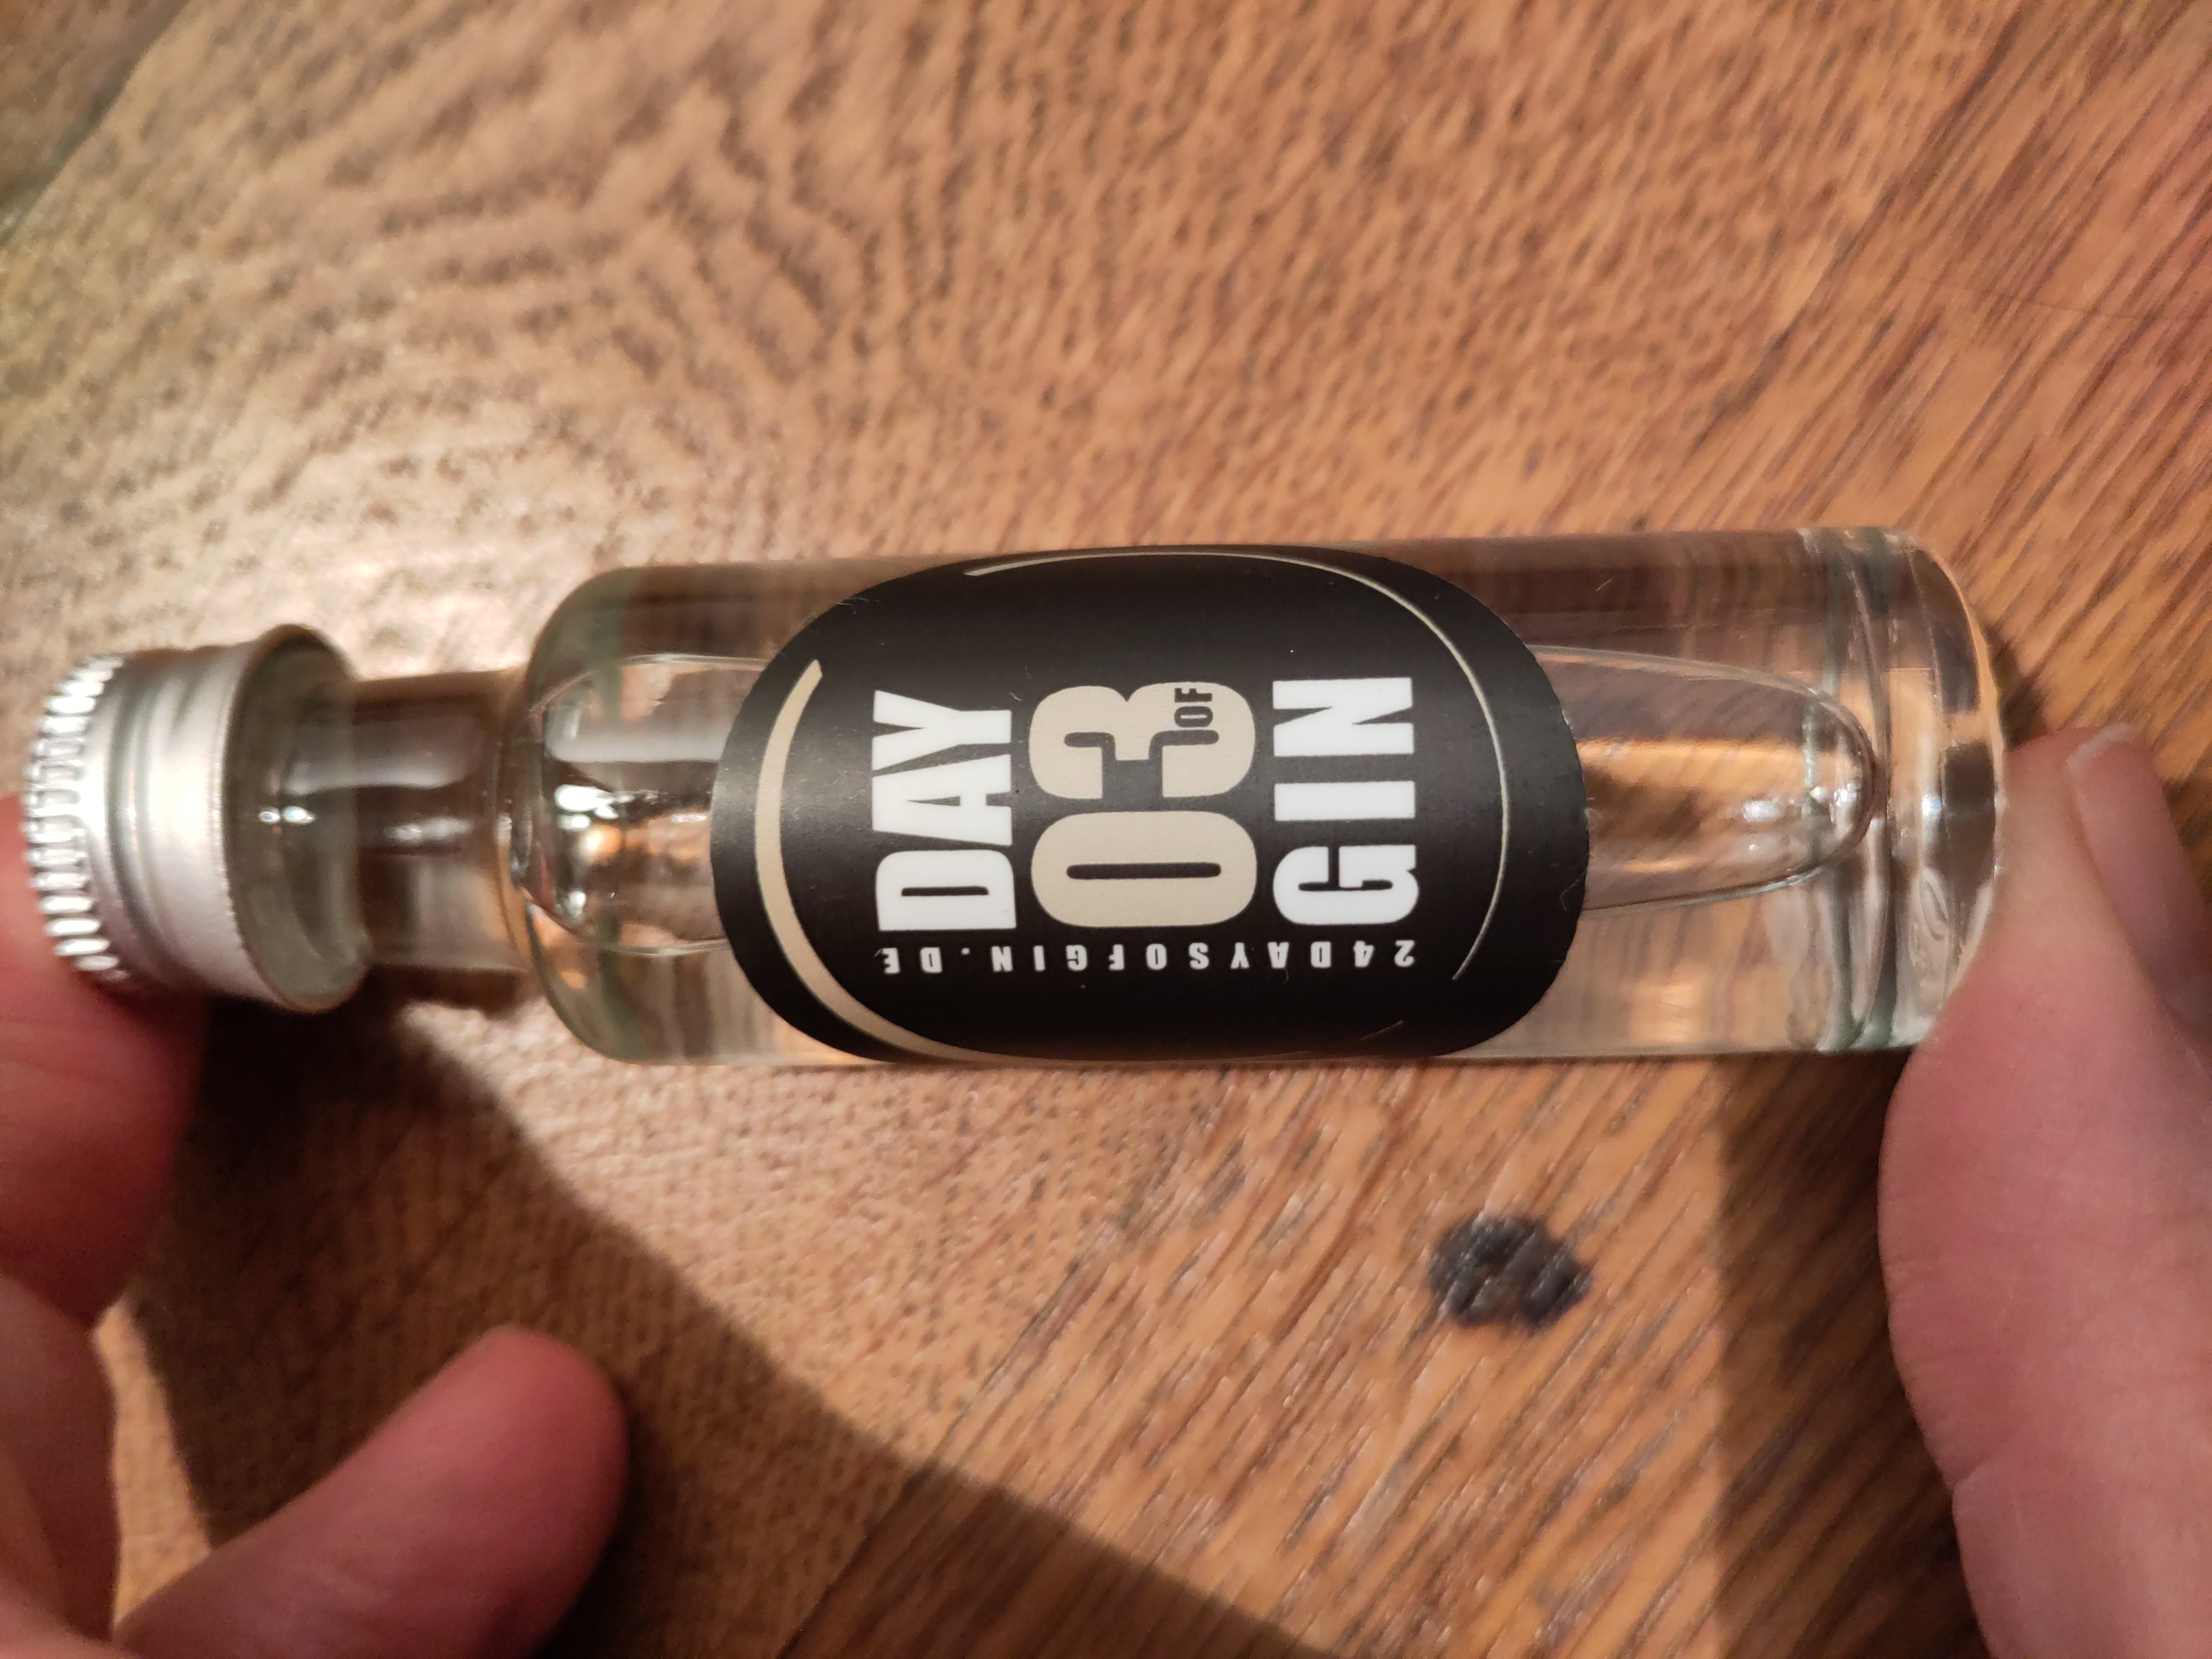 DAY
03
OF
GIN
24DAYSOFGIN.DE